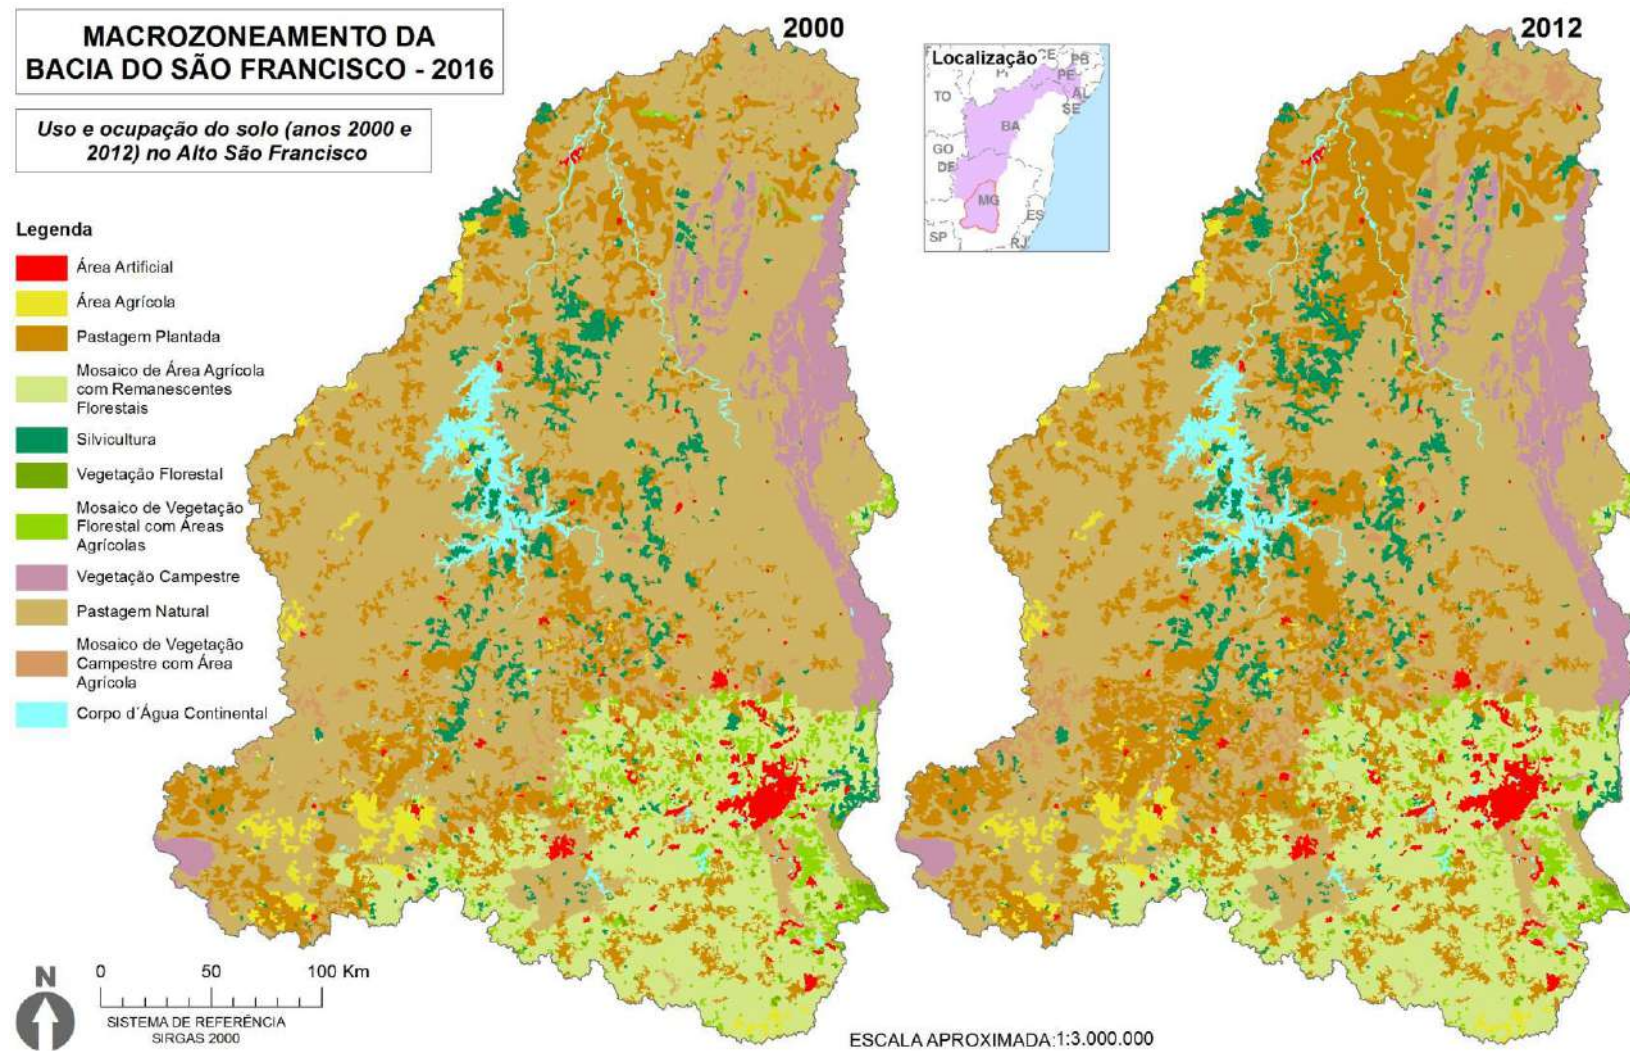 MACROZONEAMENTO DA
BACIA DO SÃO FRANCISCO - 2016
Uso e ocupação do solo (anos 2000 e
2012) no Alto São Francisco
2000
2012
Localização
CE
PB
PI
PE
TO
AL
SE
BA
GO
DF
MG
ES
SP
RJ
Legenda
Área Artificial
Área Agrícola
Pastagem Plantada
Mosaico de Área Agrícola
com Remanescentes
Florestais
Silvicultura
Vegetação Florestal
Mosaico de Vegetação
Florestal com Áreas
Agrícolas
Vegetação Campestre
Pastagem Natural
Mosaico de Vegetação
Campestre com Área
Agrícola
Corpo d´Água Continental
N
0 50 100 Km
SISTEMA DE REFERÊNCIA
SIRGAS 2000
ESCALA APROXIMADA:1:3.000.000